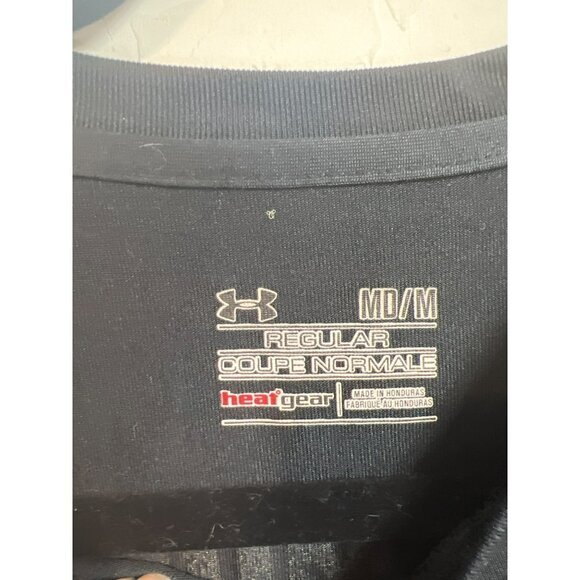 MD/M
REGULAR
COUPE NORMALE
heatgear
MADE IN HONDURAS
FABRIQUÉ AU HONDURAS